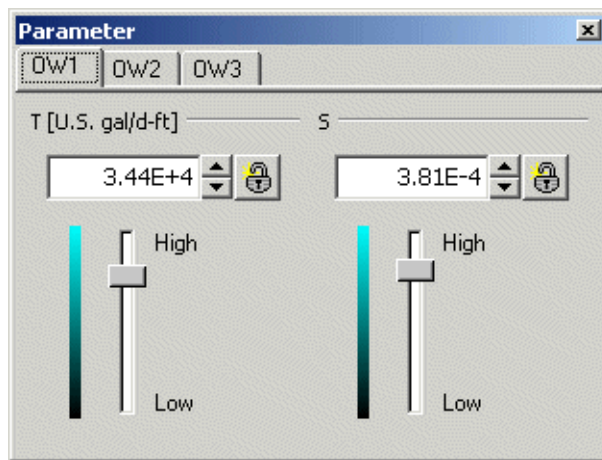 Parameter
OW1 OW2 OW3
T [U.S. gal/d-ft] S
3.44E+4 3.81E-4
High High
Low Low